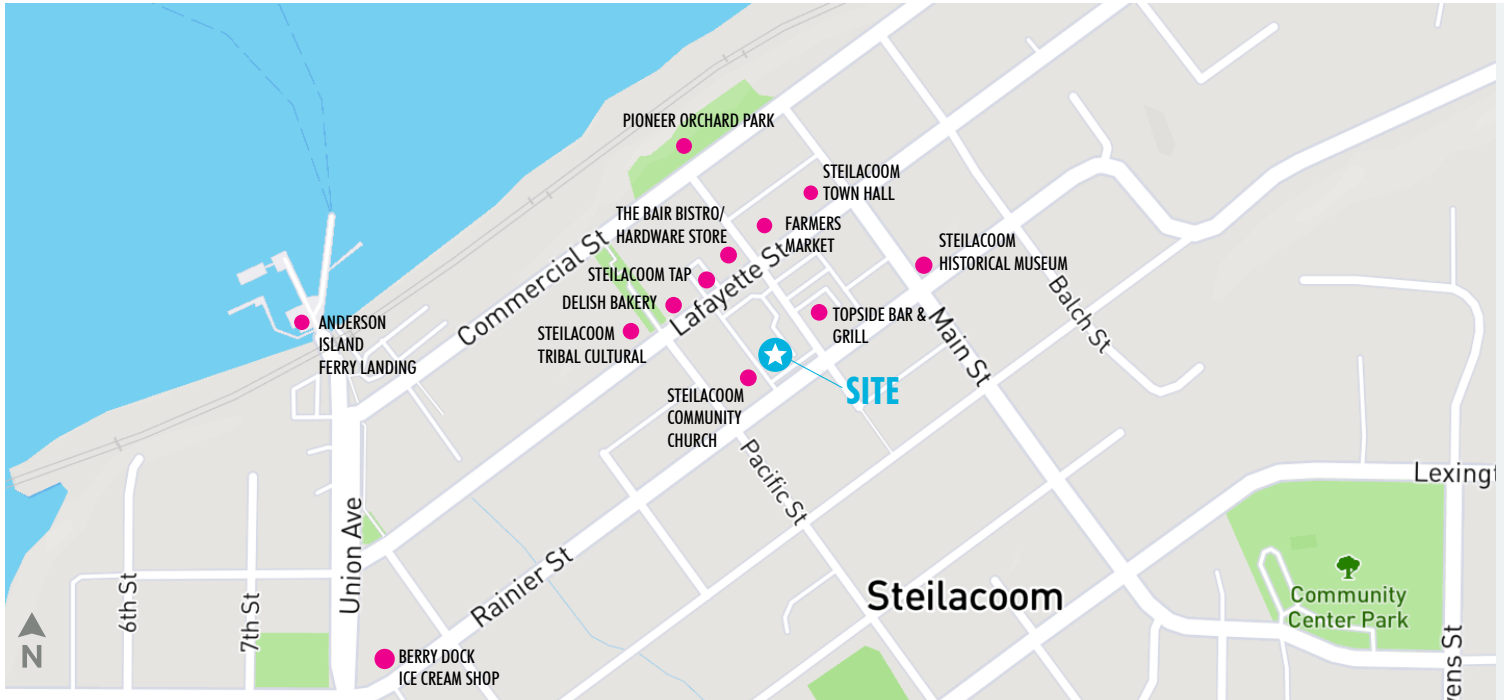 PIONEER ORCHARD PARK
STEILACOOM
TOWN HALL
THE BAIR BISTRO/
HARDWARE STORE
FARMERS
MARKET
STEILACOOM
HISTORICAL MUSEUM
Commercial St
STEILACOOM TAP
Lafayette St
DELISH BAKERY
Balch St
STEILACOOM
TRIBAL CULTURAL
TOPSIDE BAR &
GRILL
Main St
ANDERSON
ISLAND
FERRY LANDING
SITE
STEILACOOM
COMMUNITY
CHURCH
Pacific St
Lexingt
Union Ave
Rainier St
6th St
7th St
Steilacoom
Community
Center Park
N
BERRY DOCK
ICE CREAM SHOP
ens St